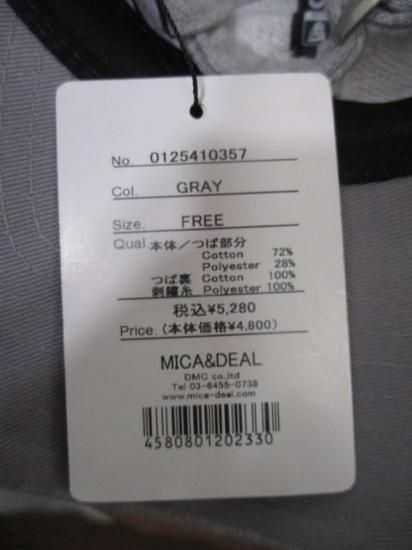 No. 0125410357
Col. GRAY
Size. FREE
Qual. 本体/つば部分
Cotton 72%
Polyester 28%
つば裏 Cotton 100%
刺繍糸 Polyester 100%
税込¥5,280
Price. (本体価格¥4,800)
MICA&DEAL
DMC co.,ltd
Tel 03-6455-0738
www.mica-deal.com
4580801202330